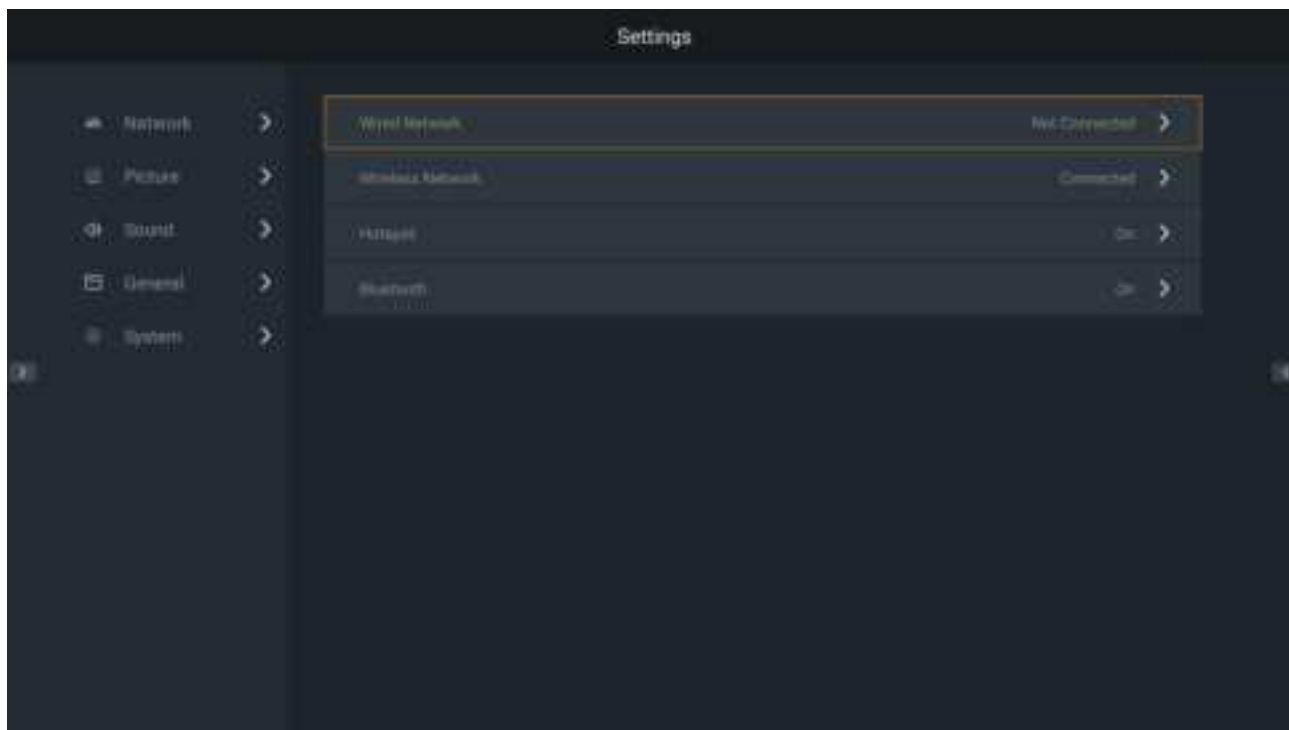 Settings
Network
Picture
Sound
General
System
Wired Network
Not Connected
Wireless Network
Connected
Hotspot
On
Bluetooth
On